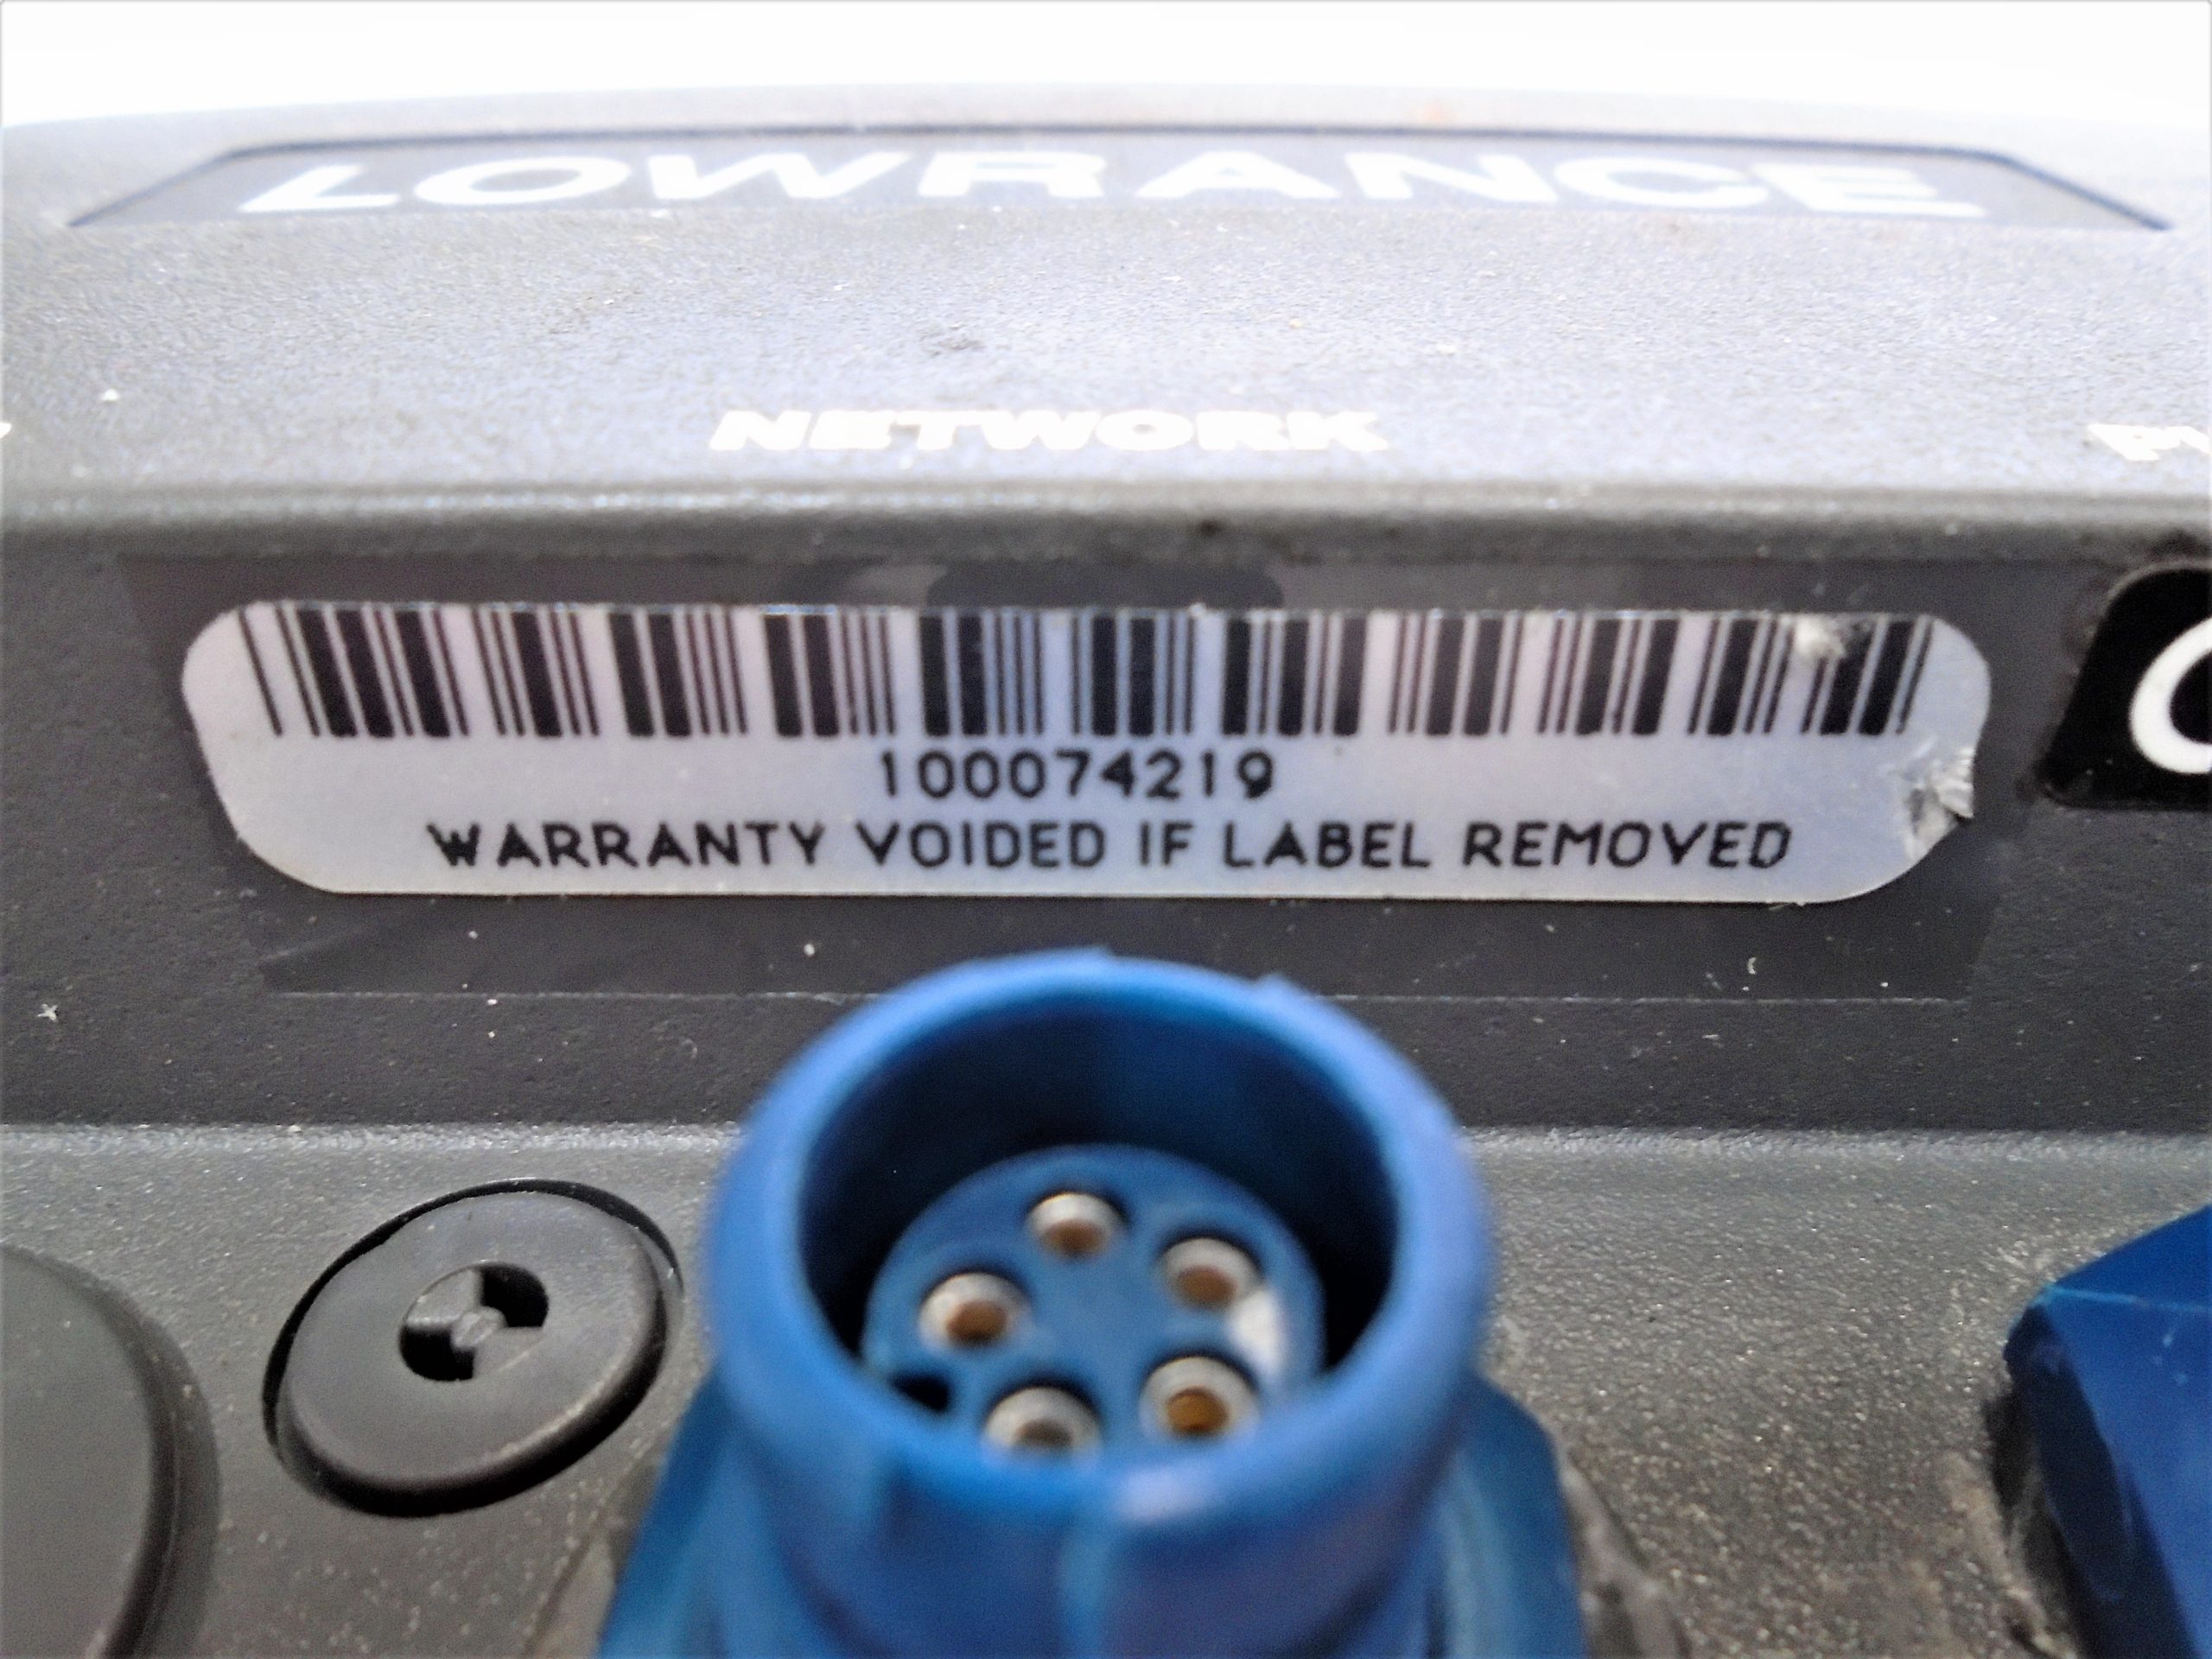 LOWRANCE
NETWORK
100074219
WARRANTY VOIDED IF LABEL REMOVED